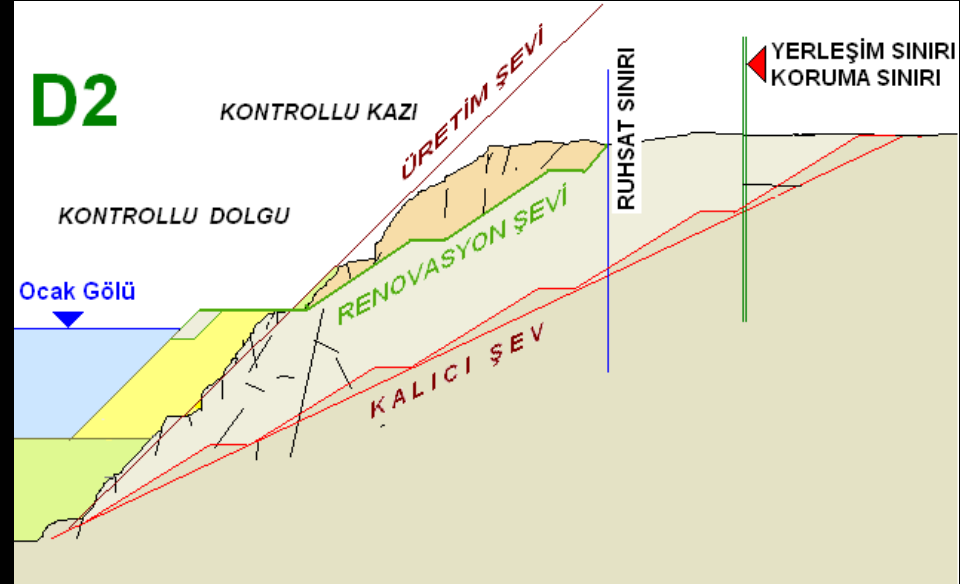 D2
KONTROLLU KAZI
ÜRETİM ŞEVİ
RUHSAT SINIRI
YERLEŞİM SINIRI
KORUMA SINIRI
KONTROLLU DOLGU
RENOVASYON ŞEVİ
Ocak Gölü
KALICI ŞEV